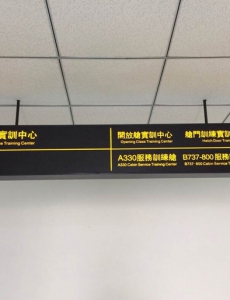 實訓中心
Training Center
開放艙實訓中心
Opening Class Training Center
艙門訓練實訓
Hatch Door Training
A330服務訓練艙
A330 Cabin Service Training Center
B737-800服務
B737-800 Cabin Service